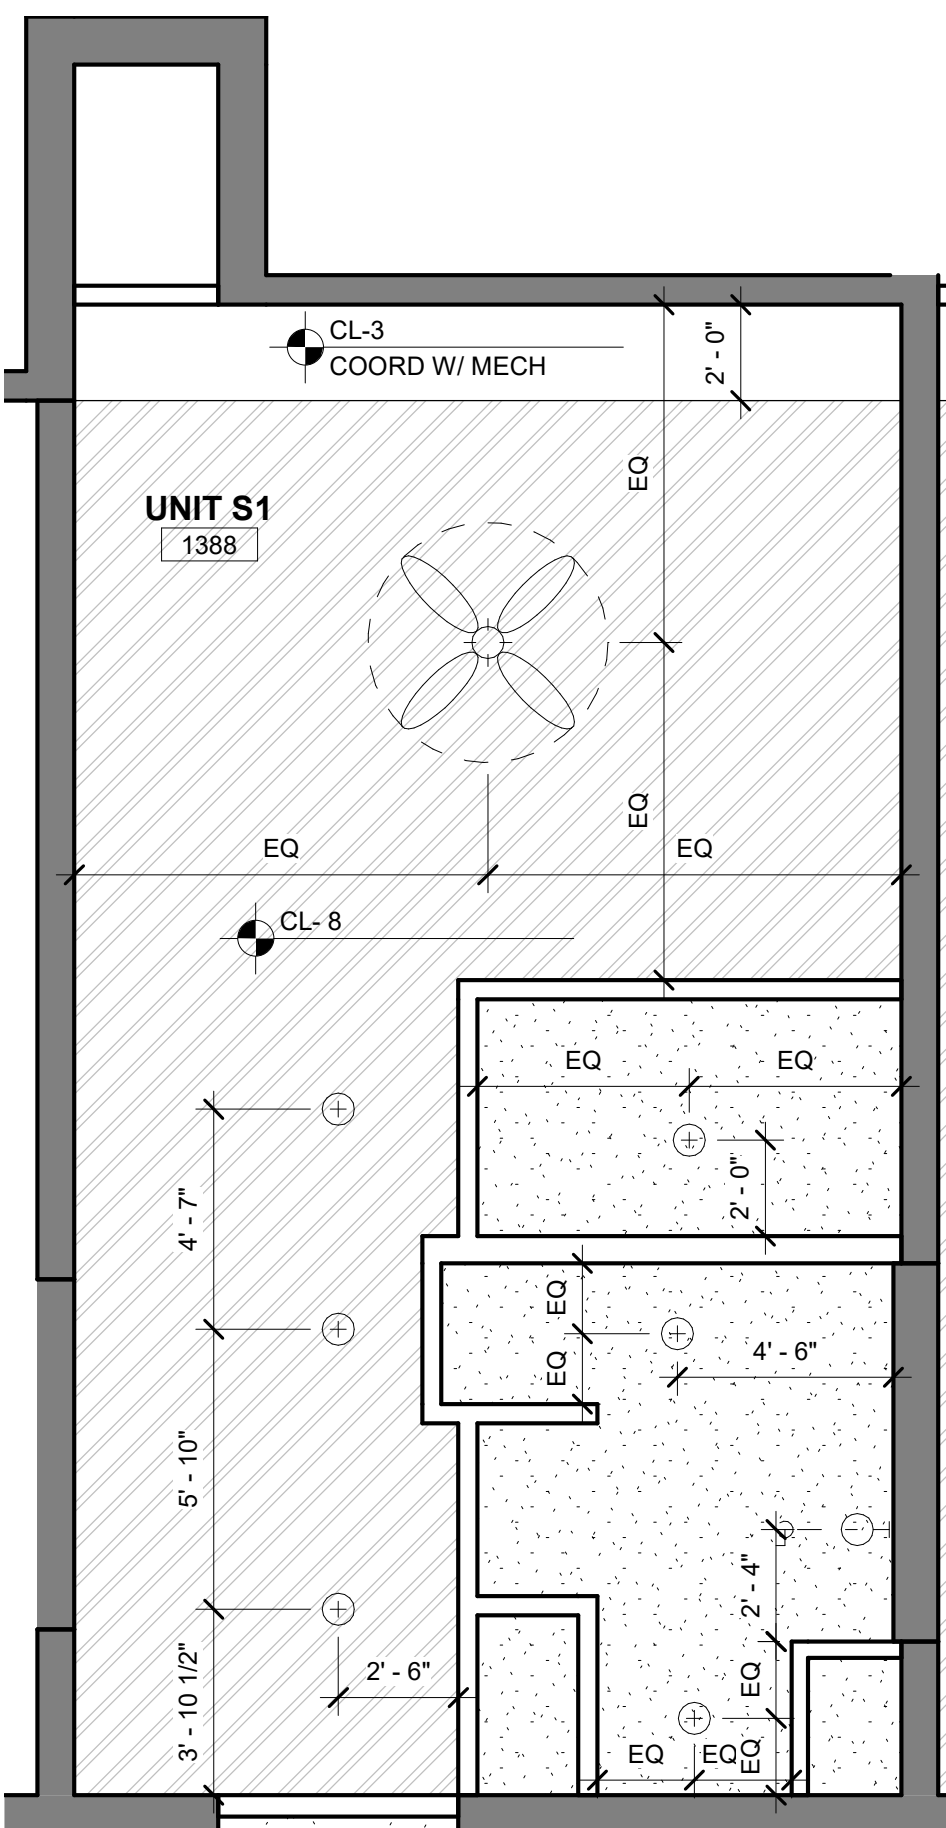 CL-3
COORD W/ MECH
2' - 0"
EQ
UNIT S1
1388
EQ
EQ
EQ
CL- 8
EQ
EQ
2' - 0"
4' - 7"
EQ
EQ
4' - 6"
5' - 10"
2' - 4"
2' - 6"
3' - 10 1/2"
EQ
EQ
EQ
EQ